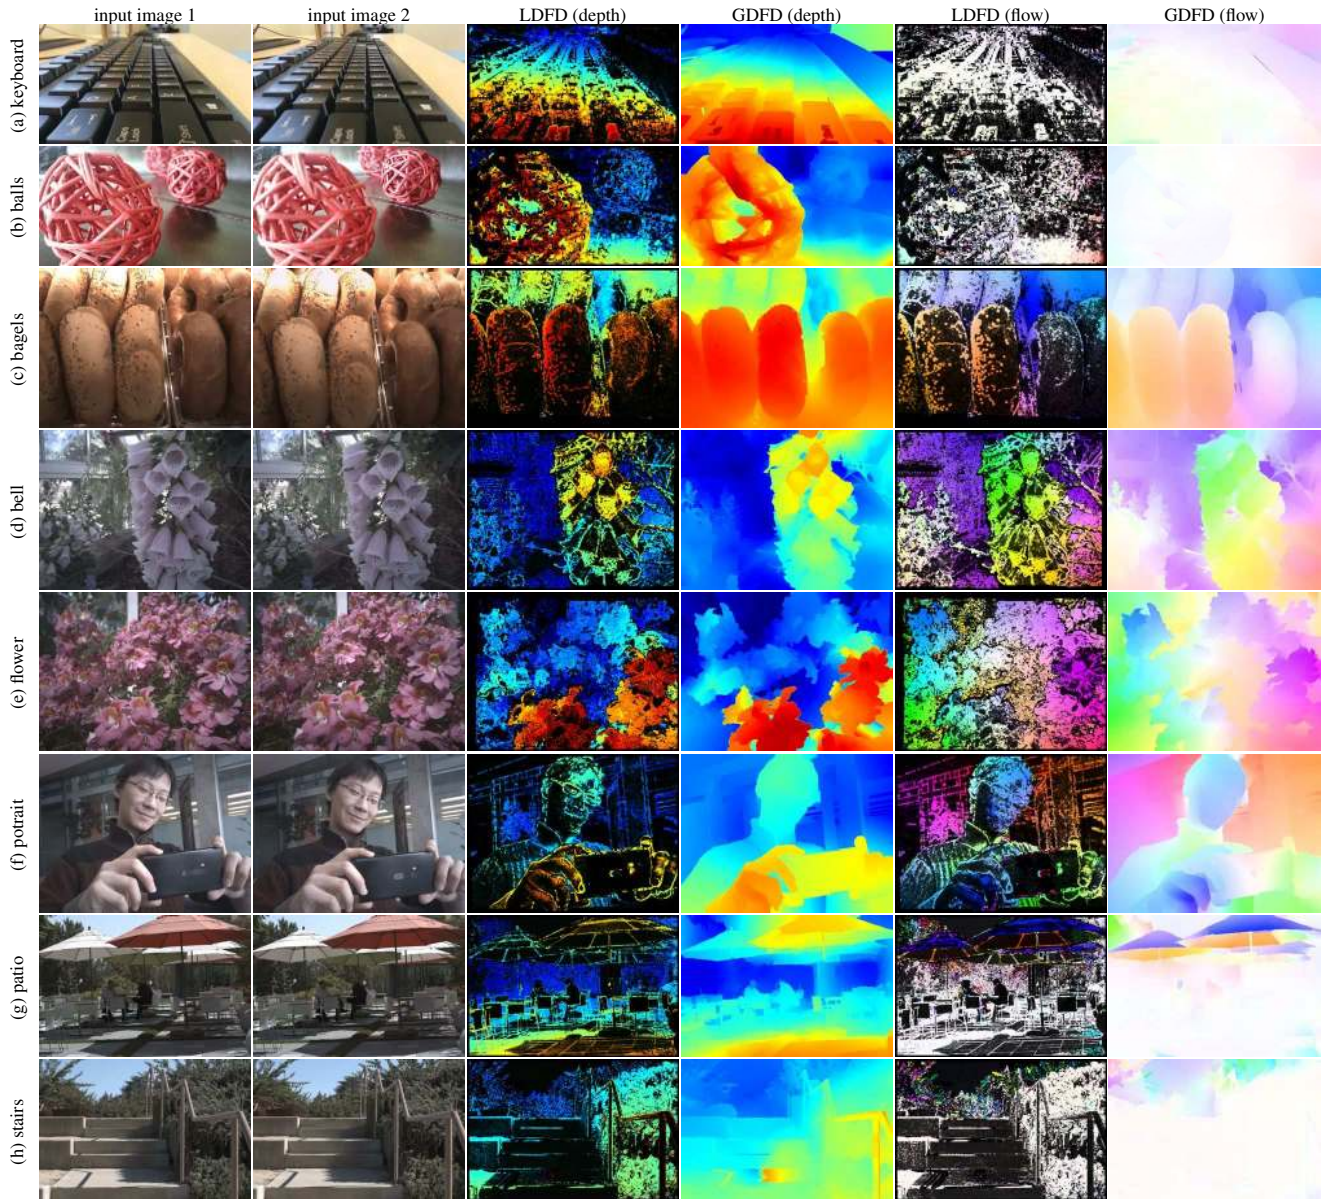 input image 1 input image 2 LDFD (depth) GDFD (depth) LDFD (flow) GDFD (flow)
(a) keyboard
(b) balls
(c) bagels
(d) bell
(e) flower
(f) potrait
(g) patio
(h) stairs